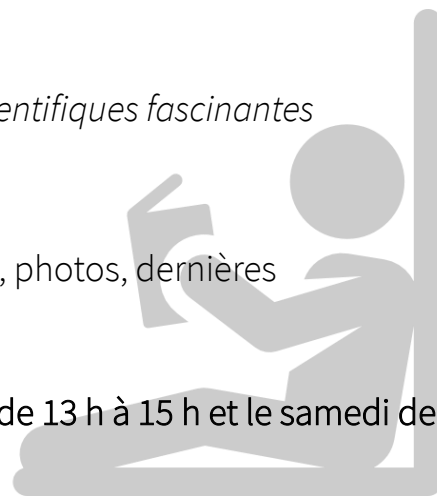 entifiques fascinantes
, photos, dernières
de 13 h à 15 h et le samedi de